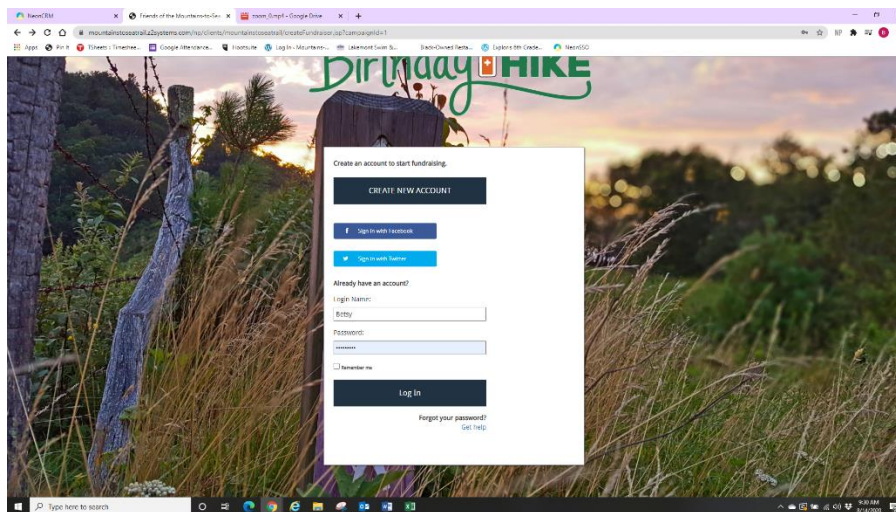 NeonCRM
Friends of the Mountains-to-Sea
zoom_0.mp4 - Google Drive
mountainstoseatrail.z2systems.com/np/clients/mountainstoseatrail/createFundraiser.jsp?campaignId=1
Apps
Pin It
TSheets : Timeshee...
Google Attendance...
Hootsuite
Log In ‹ Mountains-...
Lakemont Swim &...
Black-Owned Resta...
Explore 8th Grade...
NeonSSO
Birthday HIKE
Create an account to start fundraising.
CREATE NEW ACCOUNT
f Sign In with Facebook
Sign In with Twitter
Already have an account?
Login Name:
Betsy
Password:
Remember me
Log In
Forgot your password?
Get help
Type here to search
9:30 AM
8/14/2020